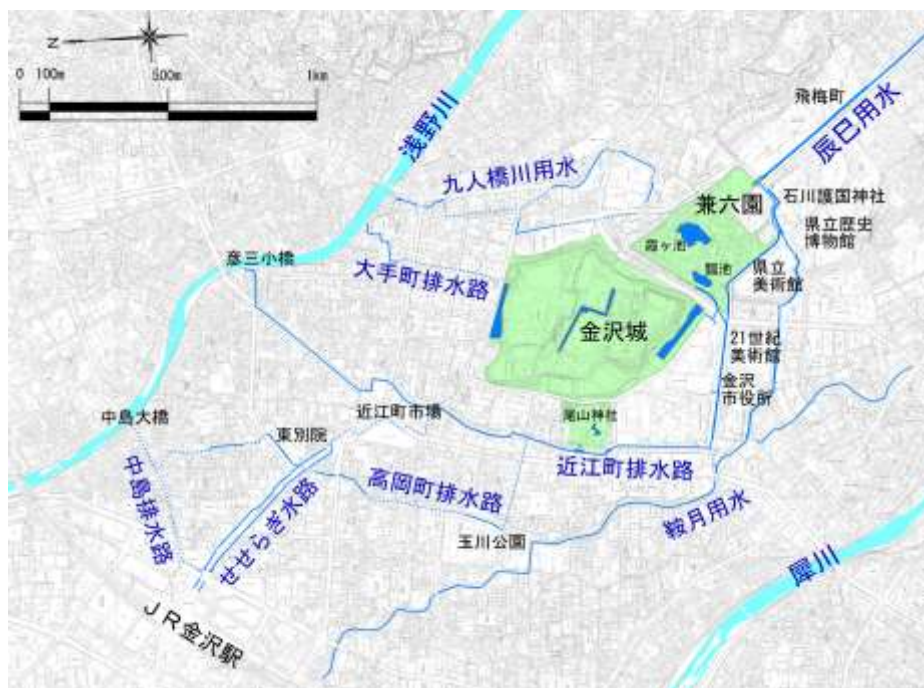 N
0 100m 500m 1km
飛梅町
辰巳用水
浅野川
九人橋川用水
石川護国神社
兼六園
県立歴史
博物館
霞ヶ池
彦三小橋
大手町排水路
県立
美術館
瓢池
金沢城
21世紀
美術館
金沢
市役所
中島大橋
近江町市場
尾山神社
東別院
近江町排水路
高岡町排水路
中島排水路
せせらぎ水路
鞍月用水
玉川公園
犀川
JR金沢駅